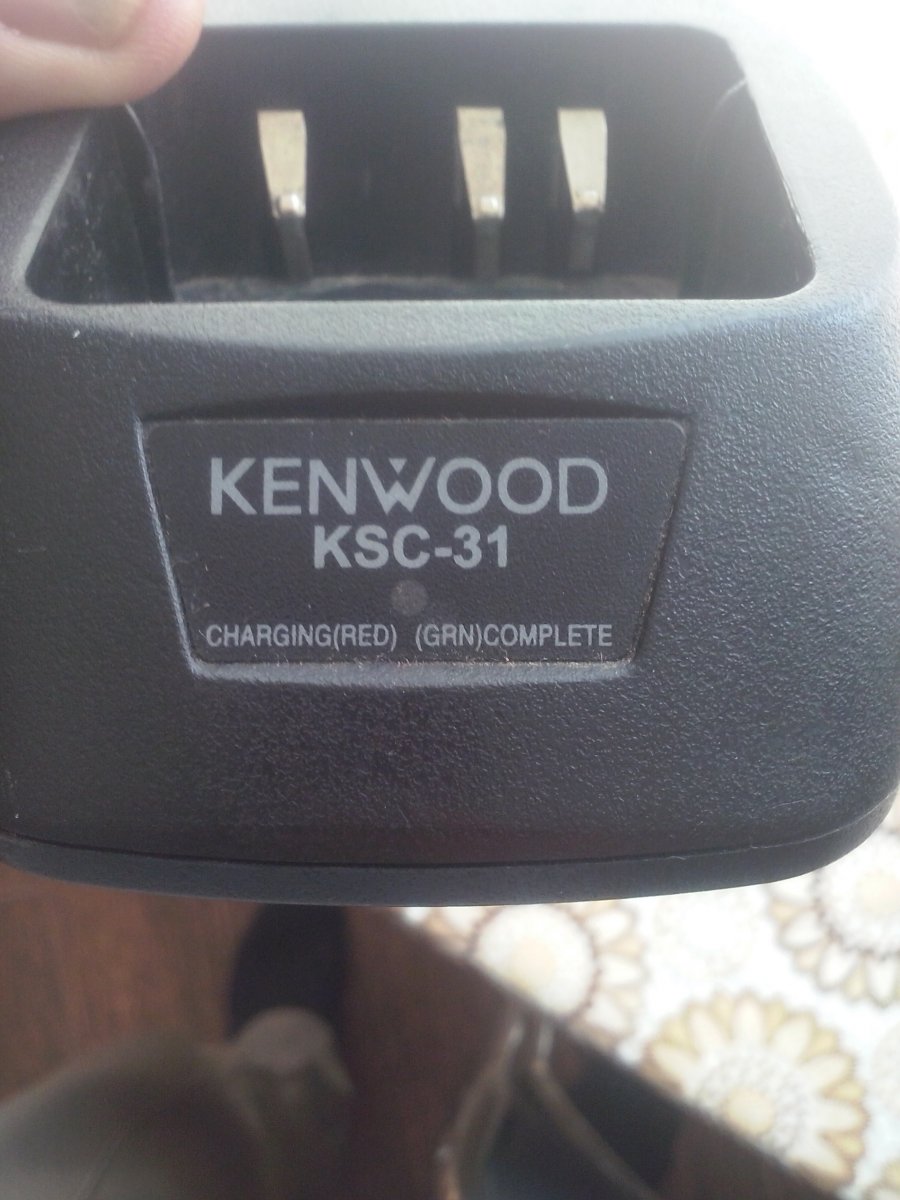 KENWOOD
KSC-31
CHARGING(RED) (GRN)COMPLETE